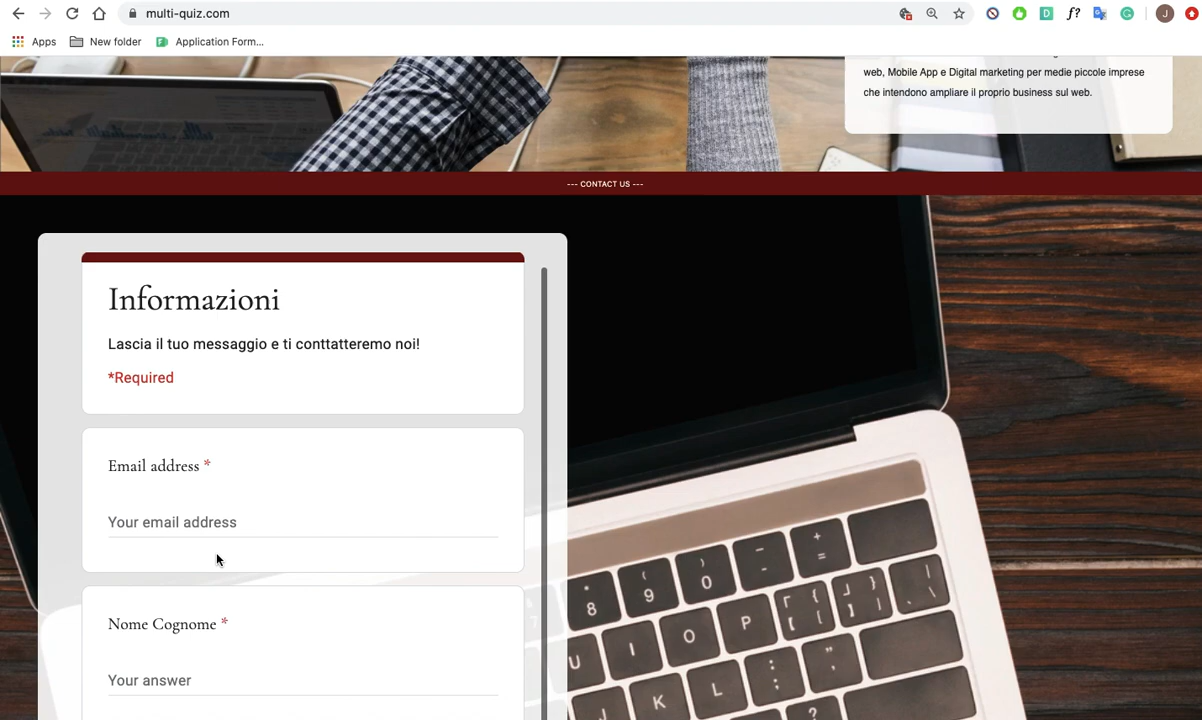 multi-quiz.com
Apps
New folder
Application Form...
web, Mobile App e Digital marketing per medie piccole imprese
che intendono ampliare il proprio business sul web.
--- CONTACT US ---
Informazioni
Lascia il tuo messaggio e ti conttatteremo noi!
*Required
Email address *
Your email address
Nome Cognome *
Your answer